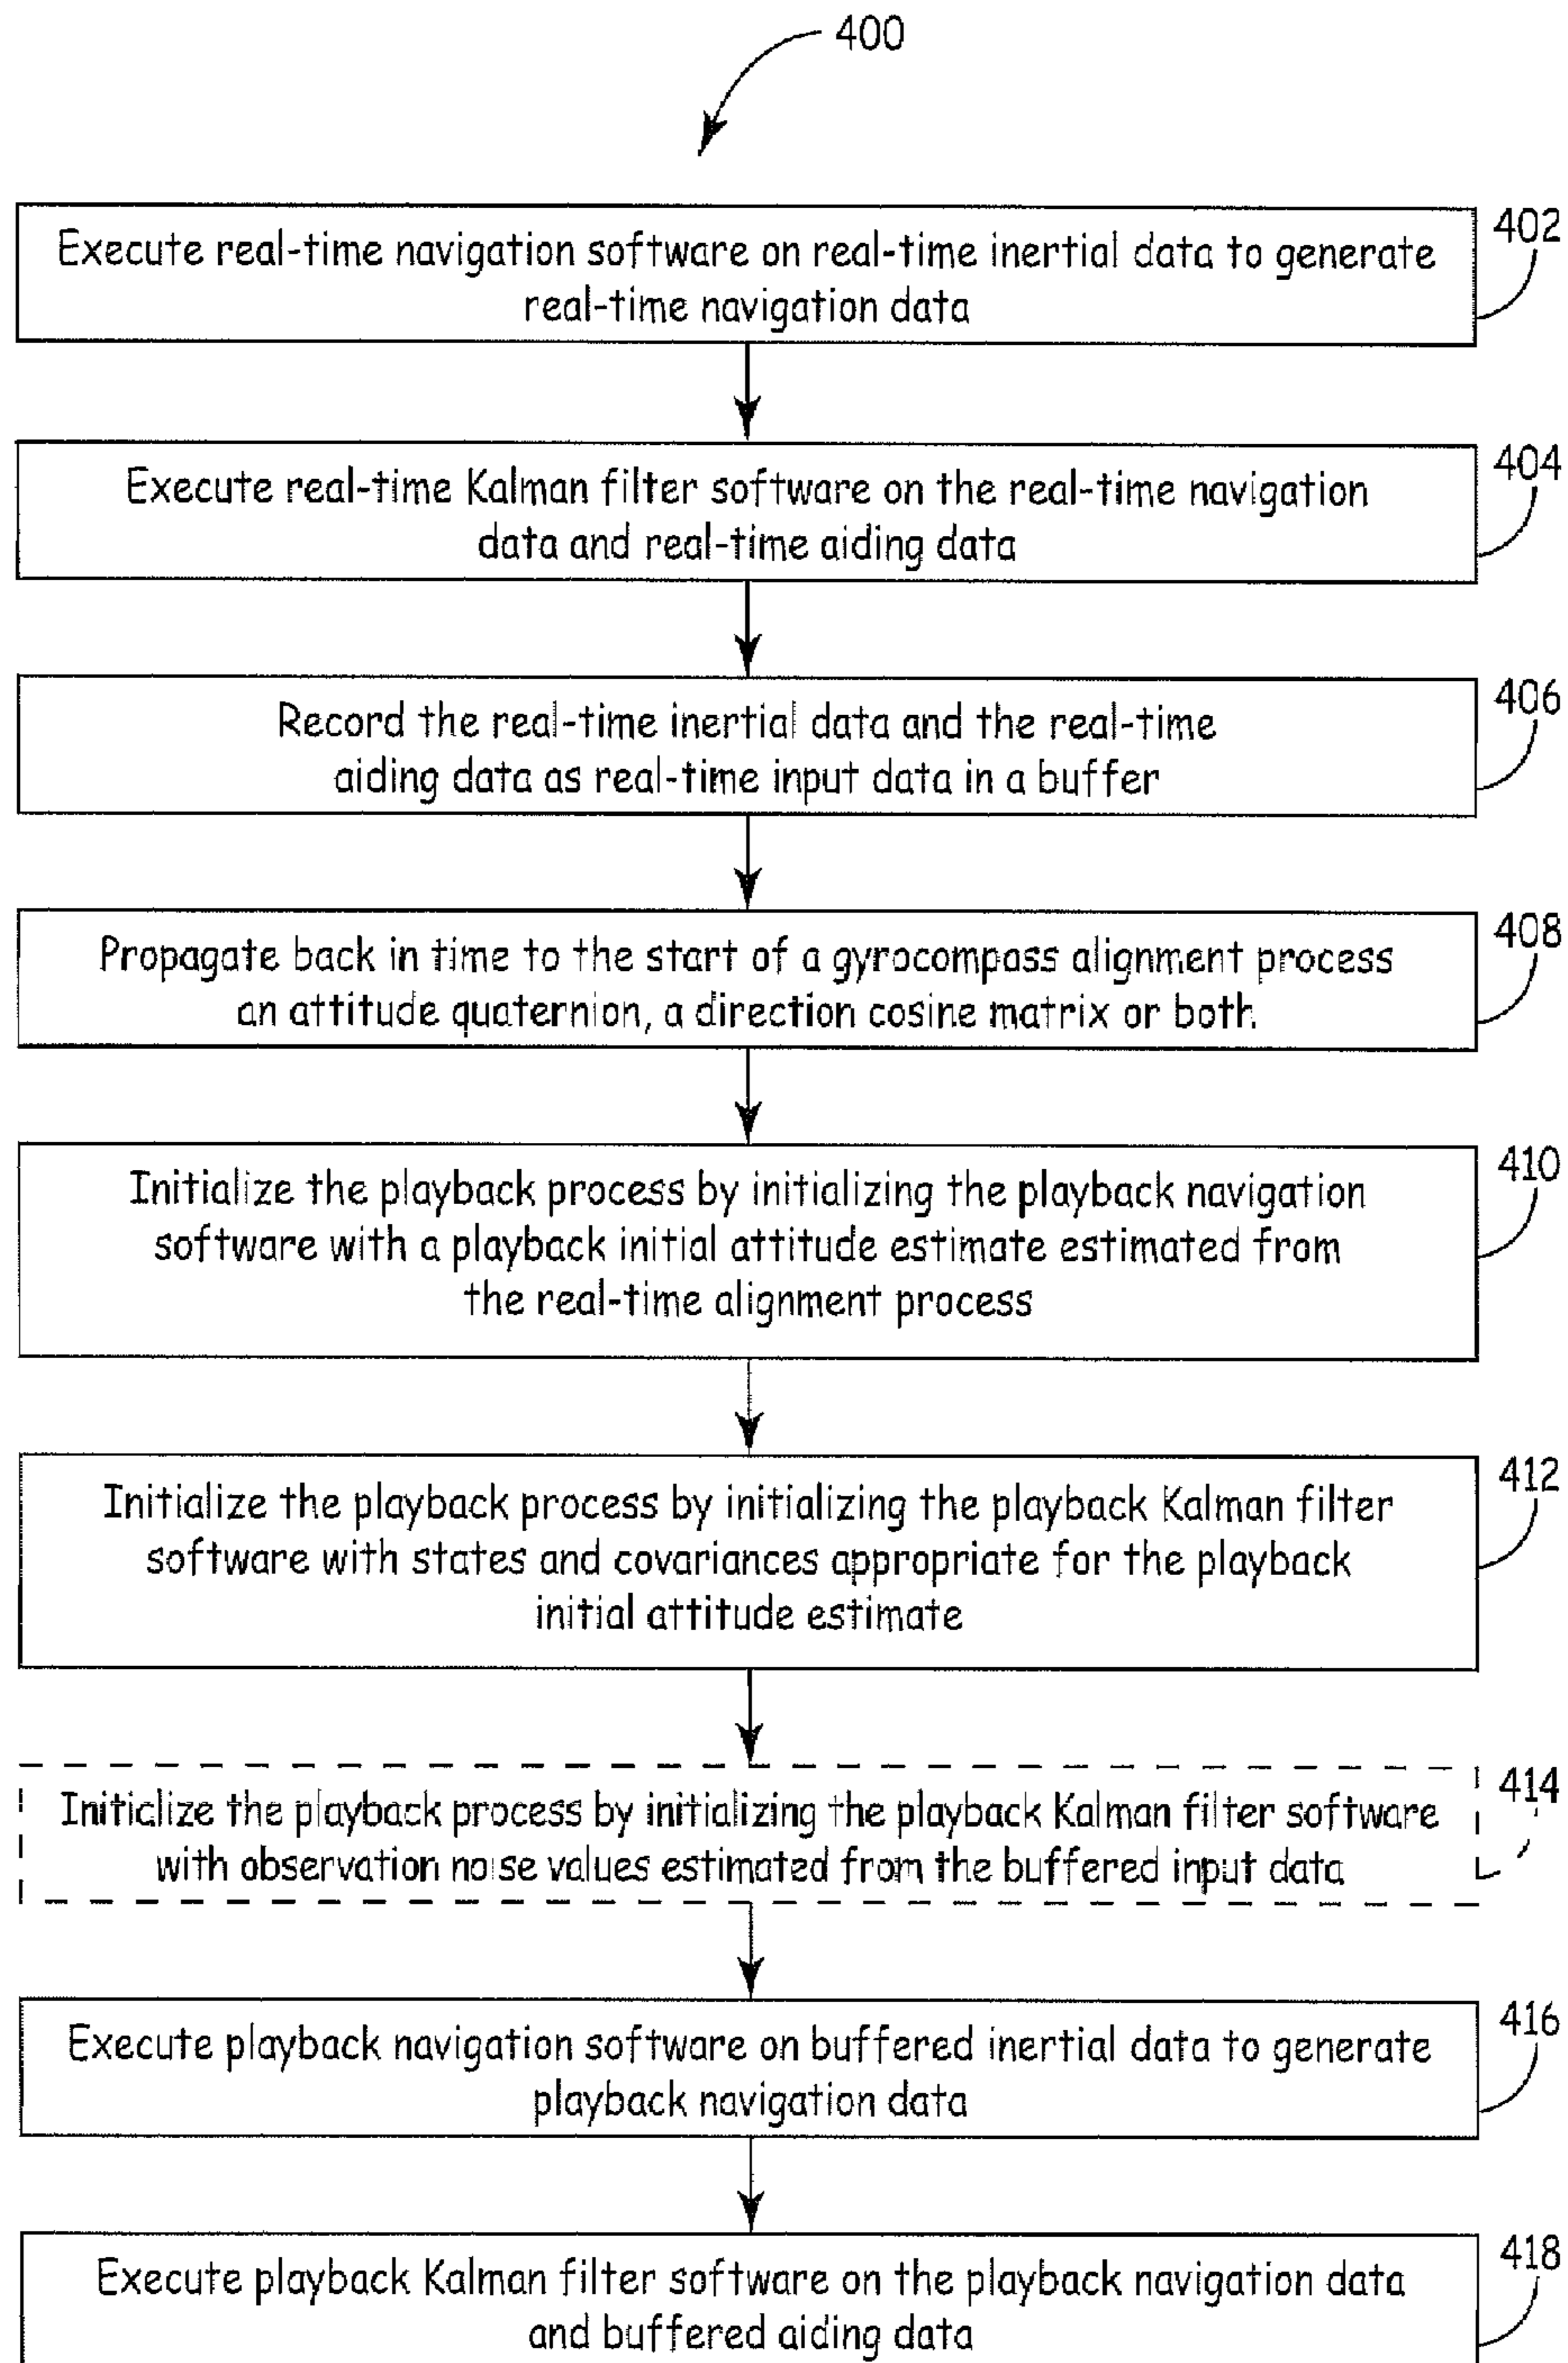 400
Execute real-time navigation software on real-time inertial data to generate
real-time navigation data
402
Execute real-time Kalman filter software on the real-time navigation
data and real-time aiding data
404
Record the real-time inertial data and the real-time
aiding data as real-time input data in a buffer
406
Propagate back in time to the start of a gyrocompass alignment process
an attitude quaternion, a direction cosine matrix or both
408
Initialize the playback process by initializing the playback navigation
software with a playback initial attitude estimate estimated from
the real-time alignment process
410
Initialize the playback process by initializing the playback Kalman filter
software with states and covariances appropriate for the playback
initial attitude estimate
412
Initialize the playback process by initializing the playback Kalman filter software
with observation noise values estimated from the buffered input data
414
Execute playback navigation software on buffered inertial data to generate
playback navigation data
416
Execute playback Kalman filter software on the playback navigation data
and buffered aiding data
418